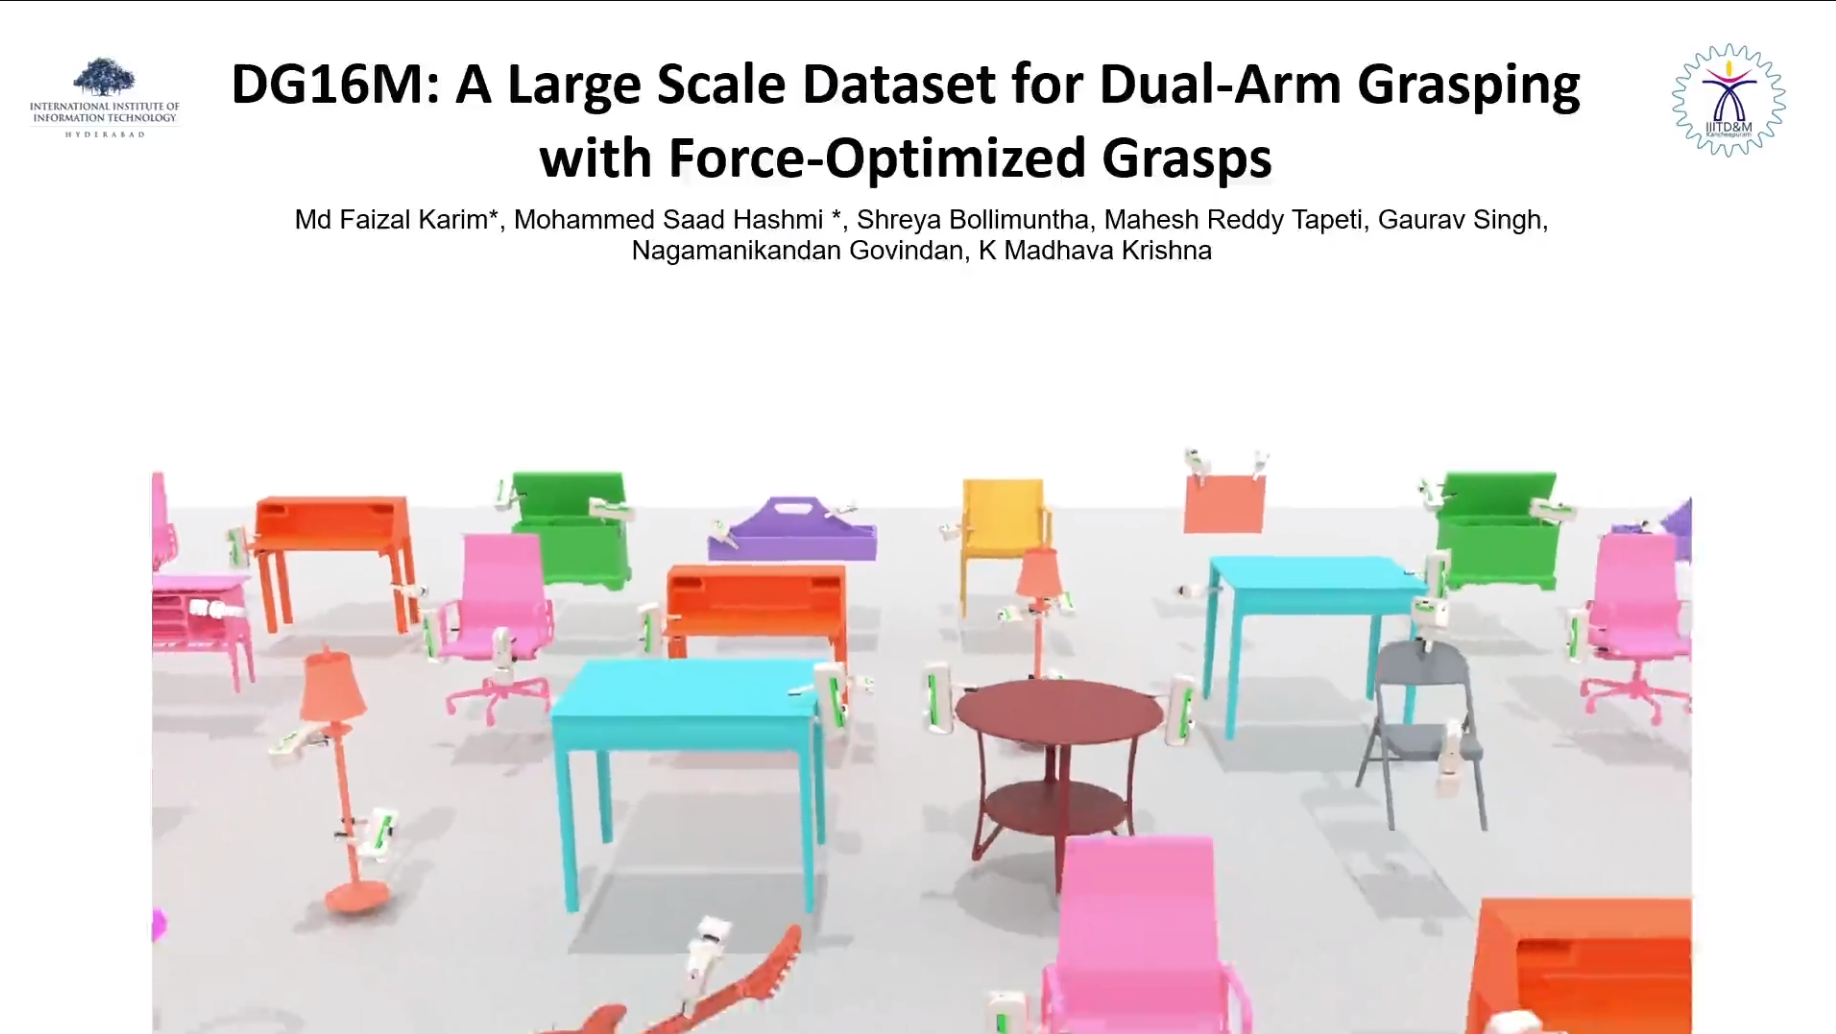 INTERNATIONAL INSTITUTE OF
INFORMATION TECHNOLOGY
HYDERABAD
DG16M: A Large Scale Dataset for Dual-Arm Grasping
with Force-Optimized Grasps
IIITD&M
Kancheepuram
Md Faizal Karim*, Mohammed Saad Hashmi *, Shreya Bollimuntha, Mahesh Reddy Tapeti, Gaurav Singh,
Nagamanikandan Govindan, K Madhava Krishna